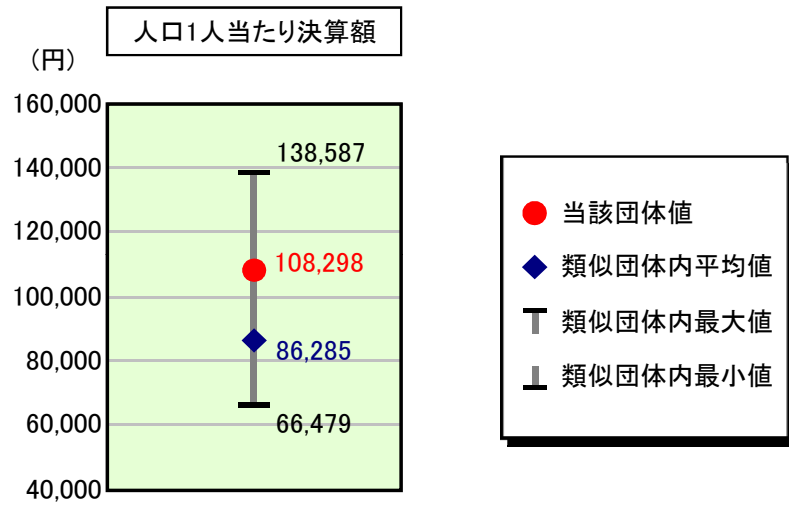 人口1人当たり決算額
(円)
160,000
140,000
120,000
100,000
80,000
60,000
40,000
138,587
108,298
86,285
66,479
当該団体値
類似団体内平均値
類似団体内最大値
類似団体内最小値